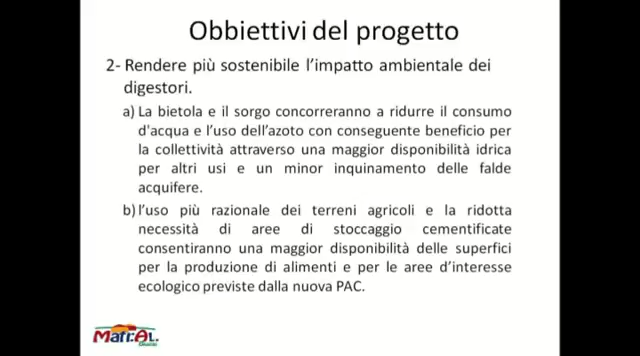 Obbiettivi del progetto
2- Rendere più sostenibile l'impatto ambientale dei
digestori.
a) La bietola e il sorgo concorreranno a ridurre il consumo
d'acqua e l'uso dell'azoto con conseguente beneficio per
la collettività attraverso una maggior disponibilità idrica
per altri usi e un minor inquinamento delle falde
acquifere.
b) l'uso più razionale dei terreni agricoli e la ridotta
necessità di aree di stoccaggio cementificate
consentiranno una maggior disponibilità delle superfici
per la produzione di alimenti e per le aree d'interesse
ecologico previste dalla nuova PAC.